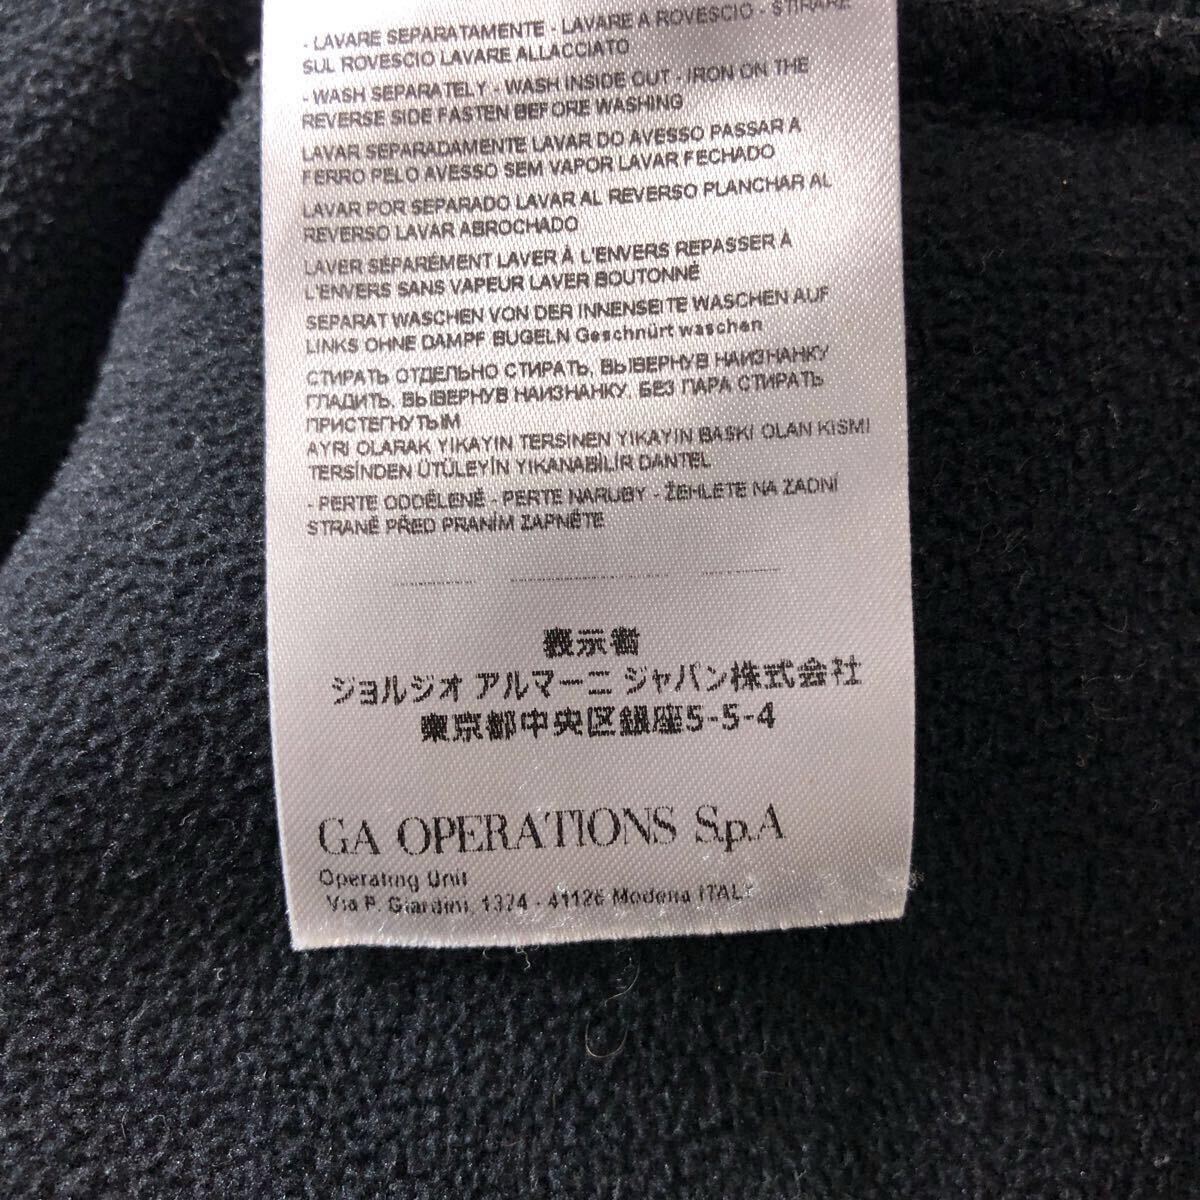 - LAVARE SEPARATAMENTE - LAVARE A ROVESCIO - STIRARE
SUL ROVESCIO LAVARE ALLACCIATO
- WASH SEPARATELY - WASH INSIDE OUT - IRON ON THE
REVERSE SIDE FASTEN BEFORE WASHING
LAVAR SEPARADAMENTE LAVAR DO AVESSO PASSAR A
FERRO PELO AVESSO SEM VAPOR LAVAR FECHADO
LAVAR POR SEPARADO LAVAR AL REVERSO PLANCHAR AL
REVERSO LAVAR ABROCHADO
LAVER SÉPARÉMENT LAVER À L'ENVERS REPASSER À
L'ENVERS SANS VAPEUR LAVER BOUTONNÉ
SEPARAT WASCHEN VON DER INNENSEITE WASCHEN AUF
LINKS OHNE DAMPF BUGELN Geschnürt waschen
СТИРАТЬ ОТДЕЛЬНО СТИРАТЬ, ВЫВЕРНУВ НАИЗНАНКУ
ГЛАДИТЬ, ВЫВЕРНУВ НАИЗНАНКУ, БЕЗ ПАРА СТИРАТЬ
ПРИСТЕГНУТЫМ
AYRI OLARAK YIKAYIN TERSINEN YIKAYIN BASKI OLAN KISMI
TERSİNDEN ÜTÜLEYİN YIKANABİLİR DANTEL
- PERTE ODDĚLENĚ - PERTE NARUBY - ŽEHLETE NA ZADNÍ
STRANĚ PŘED PRANÍM ZAPNĚTE
表示者
ジョルジオ アルマーニ ジャパン株式会社
東京都中央区銀座5-5-4
GA OPERATIONS S.p.A
Operating Unit
Via P. Giardini, 1324 - 41126 Modena ITALY